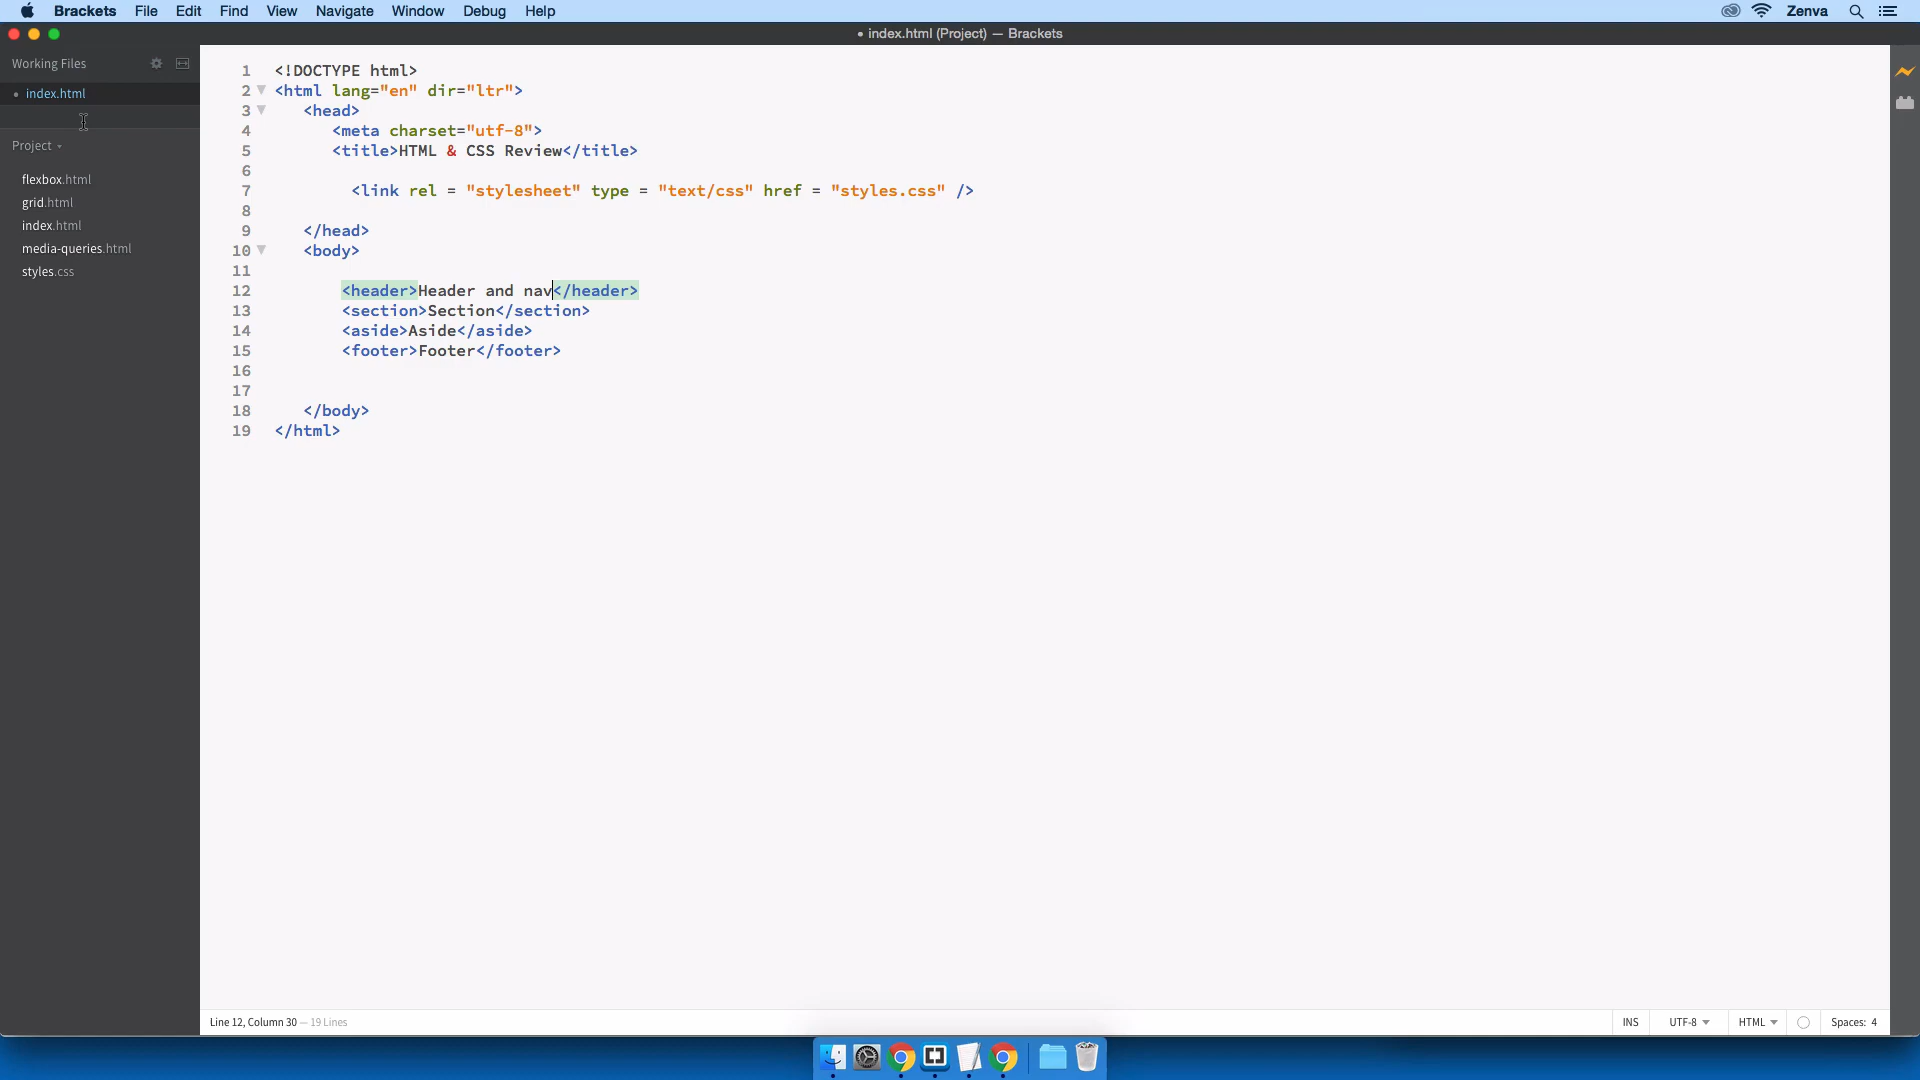 Brackets File Edit Find View Navigate Window Debug Help Zenva
• index.html (Project) — Brackets
Working Files
• index.html
Project
flexbox.html
grid.html
index.html
media-queries.html
styles.css
1 <!DOCTYPE html>
2 <html lang="en" dir="ltr">
3 <head>
4 <meta charset="utf-8">
5 <title>HTML & CSS Review</title>
6
7 <link rel = "stylesheet" type = "text/css" href = "styles.css" />
8
9 </head>
10 <body>
11
12 <header>Header and nav</header>
13 <section>Section</section>
14 <aside>Aside</aside>
15 <footer>Footer</footer>
16
17
18 </body>
19 </html>
Line 12, Column 30 — 19 Lines INS UTF-8 HTML Spaces: 4